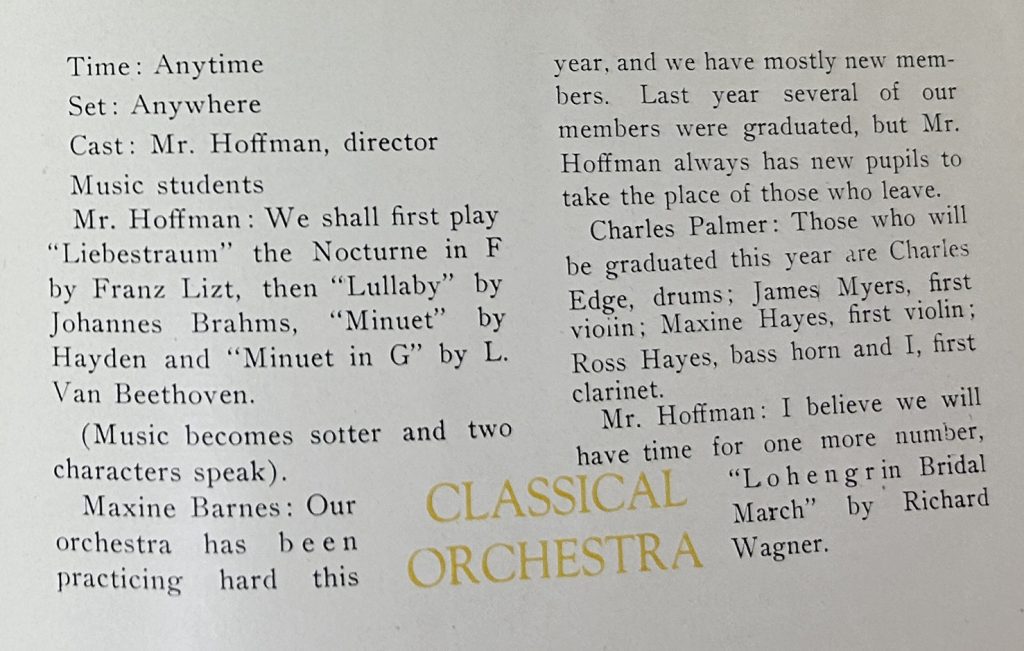 Time: Anytime
Set: Anywhere
Cast: Mr. Hoffman, director
Music students
Mr. Hoffman: We shall first play
“Liebestraum” the Nocturne in F
by Franz Lizt, then “Lullaby” by
Johannes Brahms, “Minuet” by
Hayden and “Minuet in G” by L.
Van Beethoven.
(Music becomes sotter and two
characters speak).
Maxine Barnes: Our
orchestra has been
practicing hard this
year, and we have mostly new mem-
bers. Last year several of our
members were graduated, but Mr.
Hoffman always has new pupils to
take the place of those who leave.
Charles Palmer: Those who will
be graduated this year are Charles
Edge, drums; James Myers, first
violin; Maxine Hayes, first violin;
Ross Hayes, bass horn and I, first
clarinet.
Mr. Hoffman: I believe we will
have time for one more number,
“Lohengrin Bridal
March” by Richard
Wagner.
CLASSICAL
ORCHESTRA